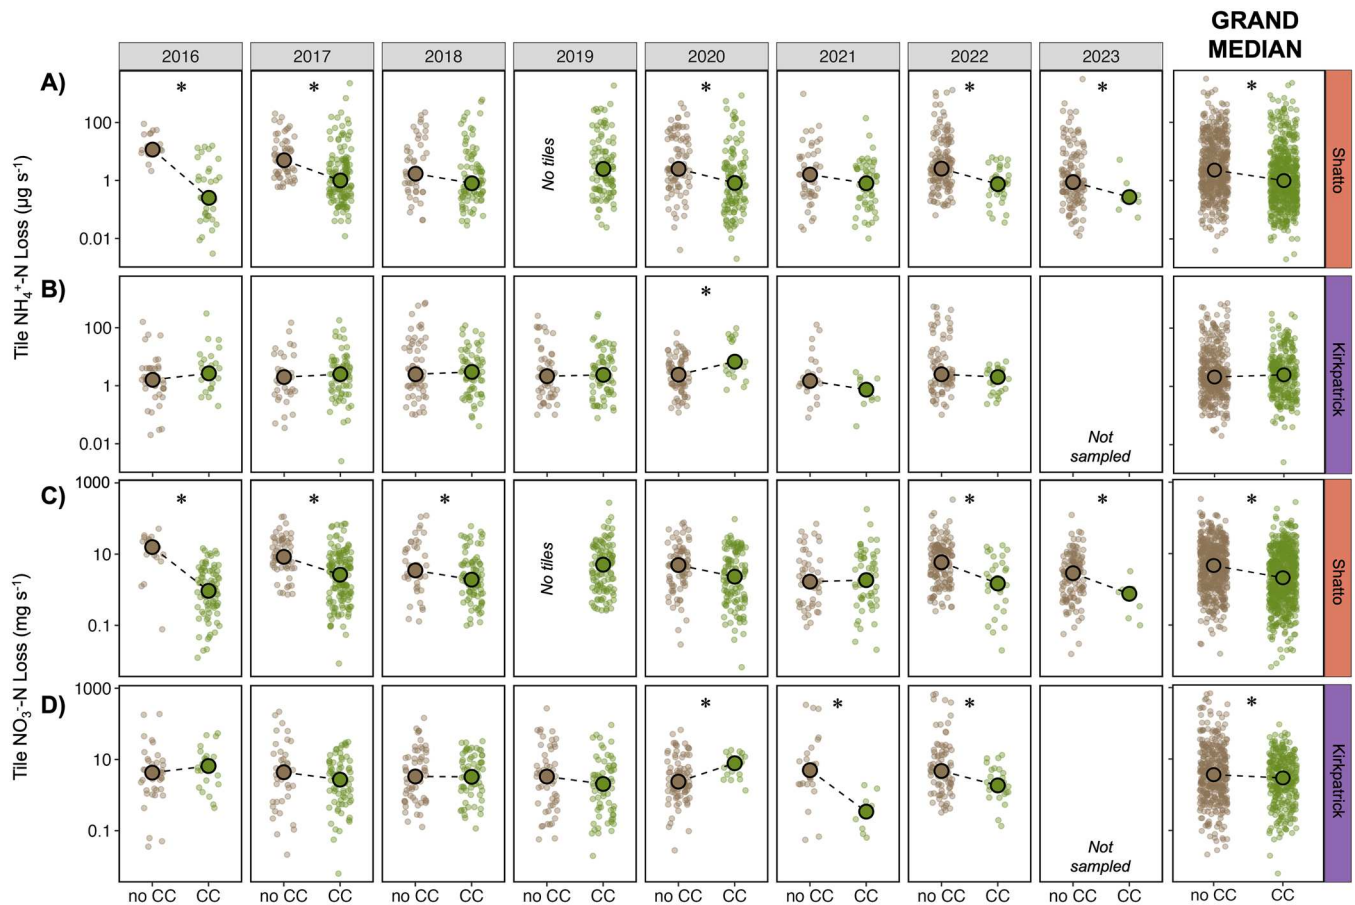 GRAND
MEDIAN
2016 2017 2018 2019 2020 2021 2022 2023
A)
* * * * * *
100
1
0.01
No tiles
Shatto
Tile NH₄⁺-N Loss (µg s⁻¹)
B)
*
100
1
0.01
Not
sampled
Kirkpatrick
C)
* * * * * *
1000
10
0.1
No tiles
Shatto
Tile NO₃⁻-N Loss (mg s⁻¹)
D)
* * * *
1000
10
0.1
Not
sampled
Kirkpatrick
no CC CC no CC CC no CC CC no CC CC no CC CC no CC CC no CC CC no CC CC no CC CC